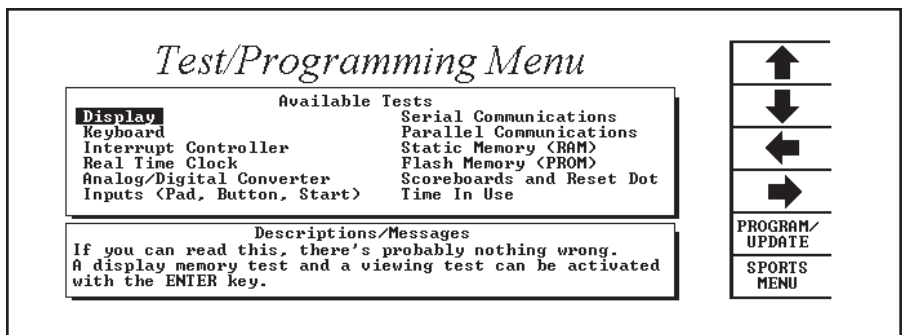 Test/Programming Menu
Available Tests
Display
Keyboard
Interrupt Controller
Real Time Clock
Analog/Digital Converter
Inputs (Pad, Button, Start)
Serial Communications
Parallel Communications
Static Memory (RAM)
Flash Memory (PROM)
Scoreboards and Reset Dot
Time In Use
Descriptions/Messages
If you can read this, there's probably nothing wrong.
A display memory test and a viewing test can be activated
with the ENTER key.
PROGRAM/
UPDATE
SPORTS
MENU